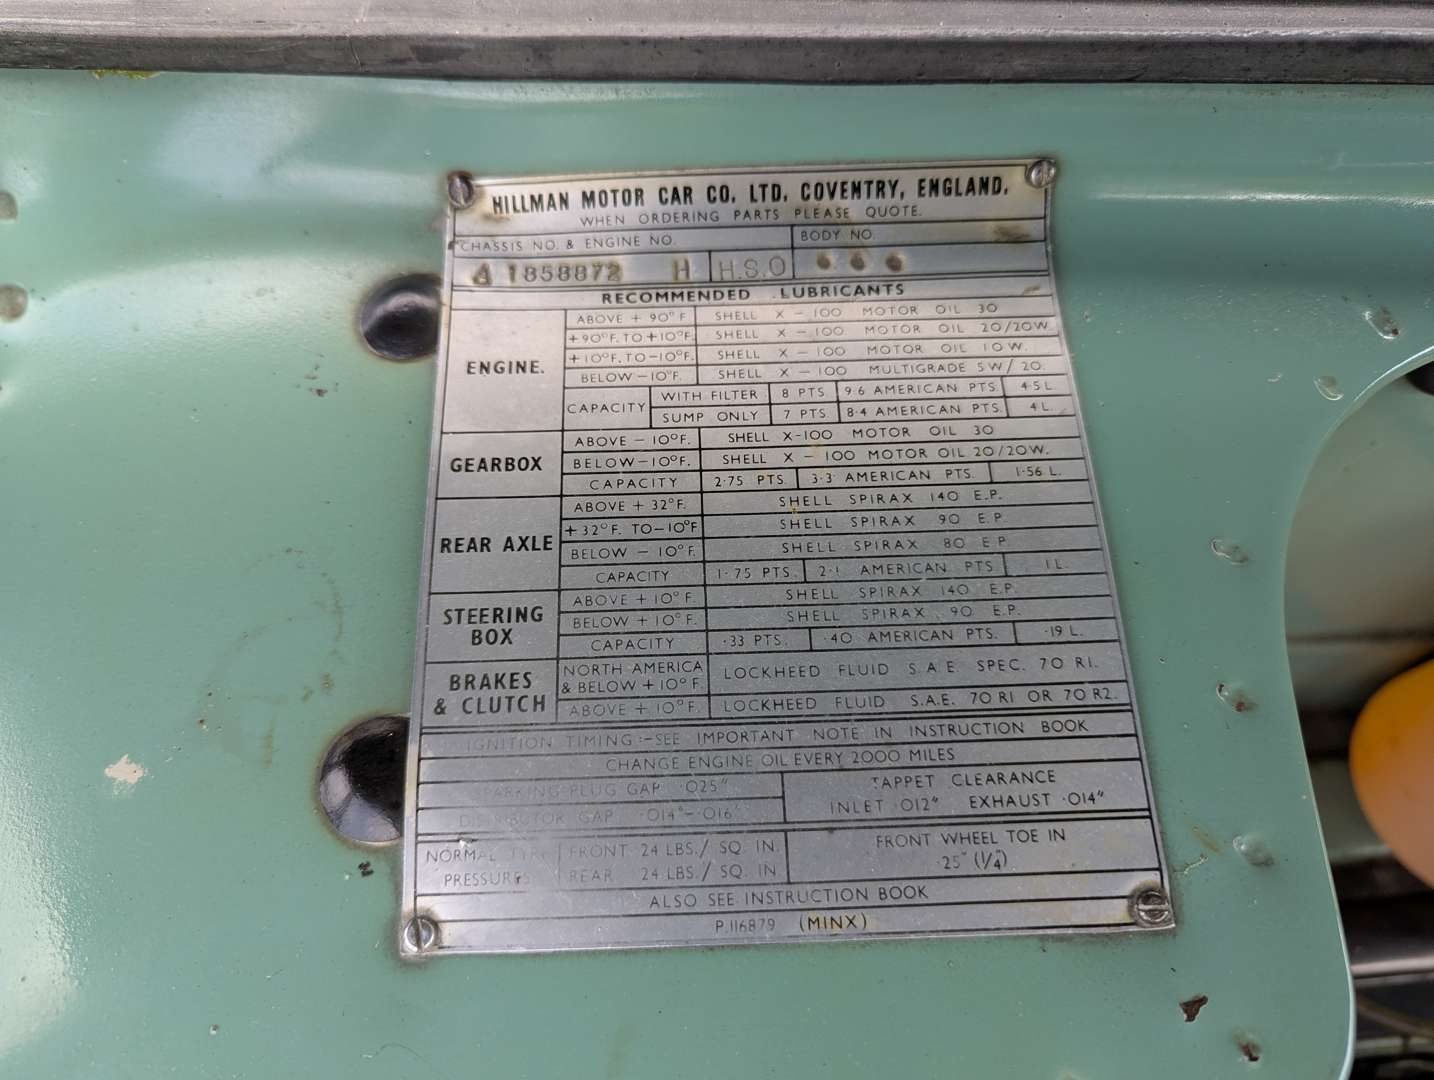 HILLMAN MOTOR CAR CO. LTD. COVENTRY, ENGLAND.
WHEN ORDERING PARTS PLEASE QUOTE.
CHASSIS NO. & ENGINE NO. BODY NO.
A 1858872 H H.S.O
RECOMMENDED LUBRICANTS
ENGINE. ABOVE + 90°F SHELL X-100 MOTOR OIL 30
+90°F. TO +10°F. SHELL X-100 MOTOR OIL 20/20W.
+10°F. TO -10°F. SHELL X-100 MOTOR OIL 10W.
BELOW -10°F. SHELL X-100 MULTIGRADE 5W/20.
CAPACITY WITH FILTER 8 PTS 9.6 AMERICAN PTS. 4.5 L.
SUMP ONLY 7 PTS 8.4 AMERICAN PTS. 4 L.
GEARBOX ABOVE -10°F. SHELL X-100 MOTOR OIL 30
BELOW -10°F. SHELL X-100 MOTOR OIL 20/20W.
CAPACITY 2.75 PTS. 3.3 AMERICAN PTS. 1.56 L.
REAR AXLE ABOVE + 32°F. SHELL SPIRAX 140 E.P.
+32°F. TO -10°F SHELL SPIRAX 90 E.P.
BELOW -10°F. SHELL SPIRAX 80 E.P.
CAPACITY 1.75 PTS. 2.1 AMERICAN PTS 1 L.
STEERING BOX ABOVE +10°F. SHELL SPIRAX 140 E.P.
BELOW +10°F. SHELL SPIRAX 90 E.P.
CAPACITY .33 PTS. .40 AMERICAN PTS. .19 L.
BRAKES & CLUTCH NORTH AMERICA & BELOW +10°F. LOCKHEED FLUID S.A.E. SPEC. 70 R1.
ABOVE +10°F. LOCKHEED FLUID S.A.E. 70 R1 OR 70 R2.
IGNITION TIMING:-SEE IMPORTANT NOTE IN INSTRUCTION BOOK
CHANGE ENGINE OIL EVERY 2000 MILES
SPARKING PLUG GAP .025"
DISTRIBUTOR GAP .014"-.016"
TAPPET CLEARANCE
INLET .012" EXHAUST .014"
NORMAL TYRE PRESSURES FRONT 24 LBS./ SQ. IN.
REAR 24 LBS./ SQ. IN.
FRONT WHEEL TOE IN
.25" (1/4")
ALSO SEE INSTRUCTION BOOK
P.116879 (MINX)